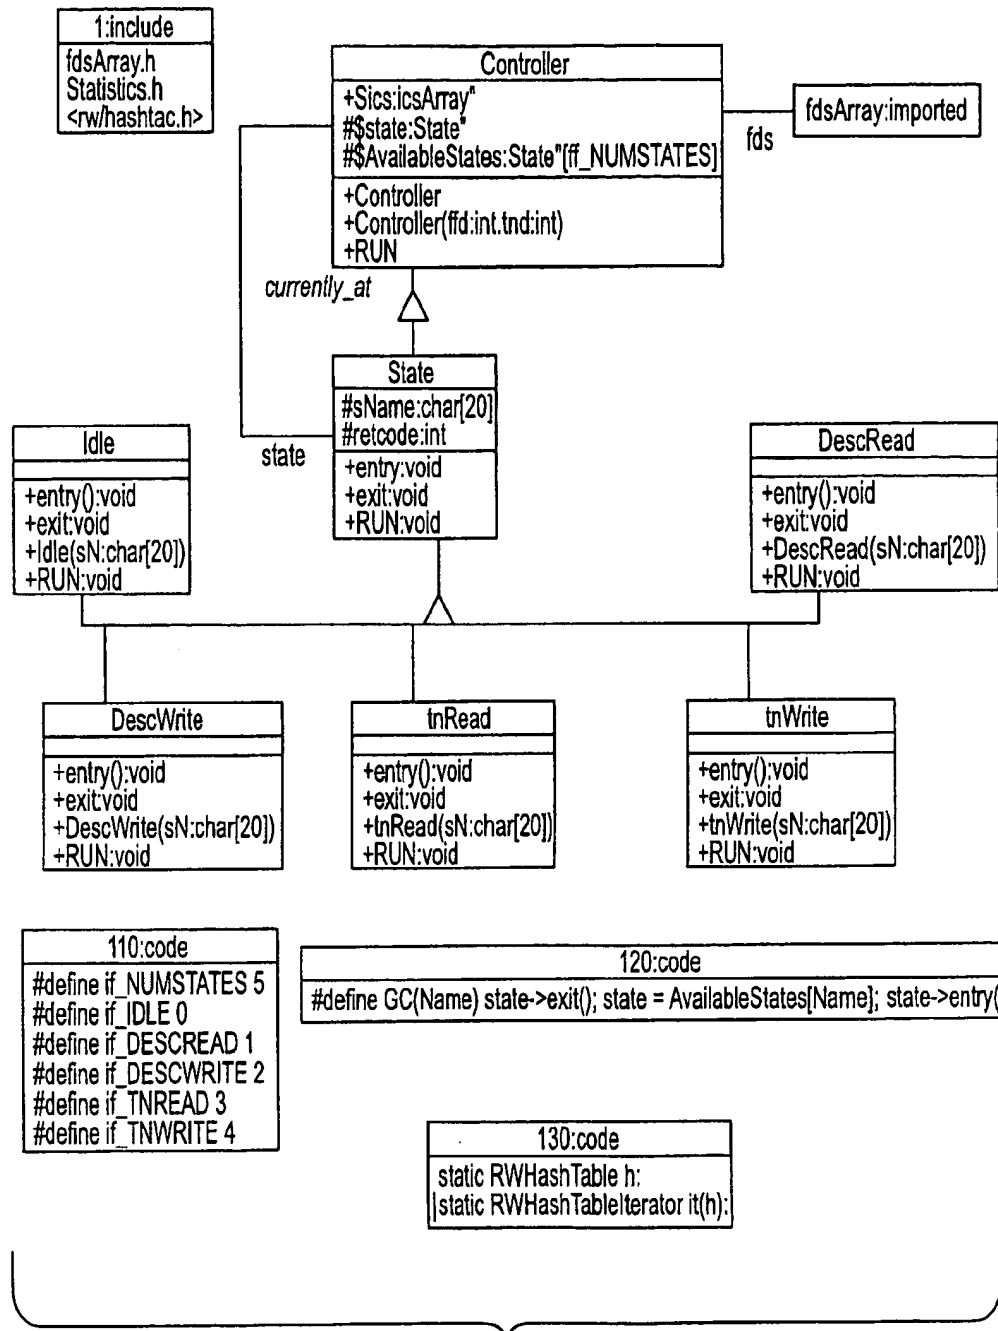 1:include
fdsArray.h
Statistics.h
<rw/hashtac.h>
Controller
+Sics:icsArray"
#$state:State"
#$AvailableStates:State"[ff_NUMSTATES]
+Controller
+Controller(ffd:int.tnd:int)
+RUN
fds
fdsArray:imported
currently_at
State
#sName:char[20]
#retcode:int
+entry:void
+exit:void
+RUN:void
state
Idle
+entry():void
+exit:void
+Idle(sN:char[20])
+RUN:void
DescRead
+entry():void
+exit:void
+DescRead(sN:char[20])
+RUN:void
DescWrite
+entry():void
+exit:void
+DescWrite(sN:char[20])
+RUN:void
tnRead
+entry():void
+exit:void
+tnRead(sN:char[20])
+RUN:void
tnWrite
+entry():void
+exit:void
+tnWrite(sN:char[20])
+RUN:void
110:code
#define if_NUMSTATES 5
#define if_IDLE 0
#define if_DESCREAD 1
#define if_DESCWRITE 2
#define if_TNREAD 3
#define if_TNWRITE 4
120:code
#define GC(Name) state->exit(); state = AvailableStates[Name]; state->entry(
130:code
static RWHashTable h:
static RWHashTableIterator it(h):